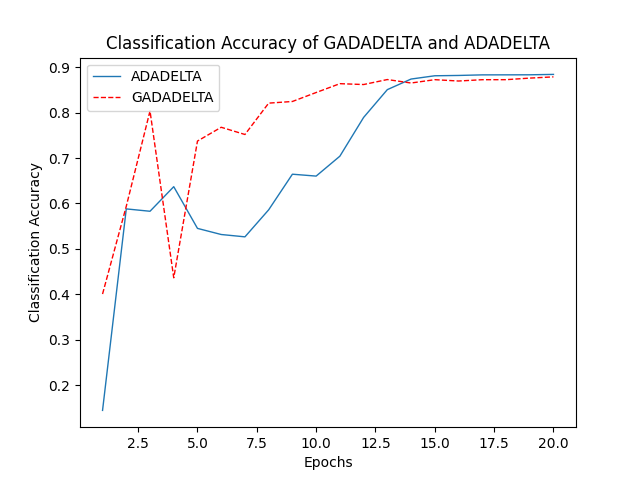 Classification Accuracy of GADADELTA and ADADELTA
0.9
0.8
0.7
0.6
0.5
0.4
0.3
0.2
Classification Accuracy
ADADELTA
GADADELTA
2.5 5.0 7.5 10.0 12.5 15.0 17.5 20.0
Epochs